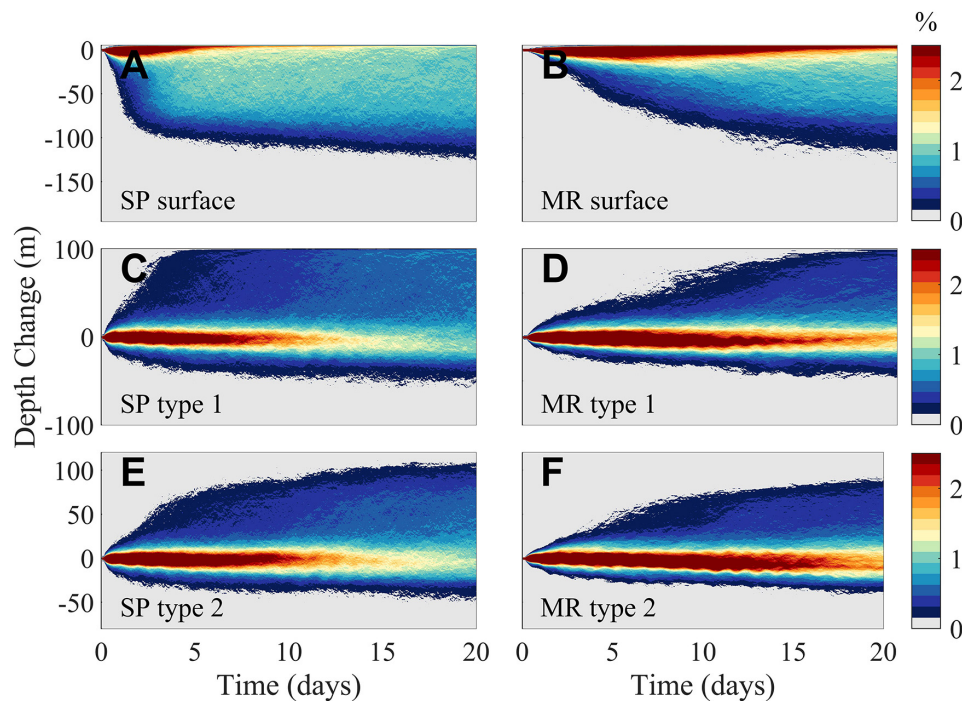 %
0
-50
-100
-150
A
SP surface
B
MR surface
2
1
0
Depth Change (m)
100
0
-100
C
SP type 1
D
MR type 1
2
1
0
100
50
0
-50
E
SP type 2
F
MR type 2
2
1
0
0 5 10 15 20
0 5 10 15 20
Time (days)
Time (days)